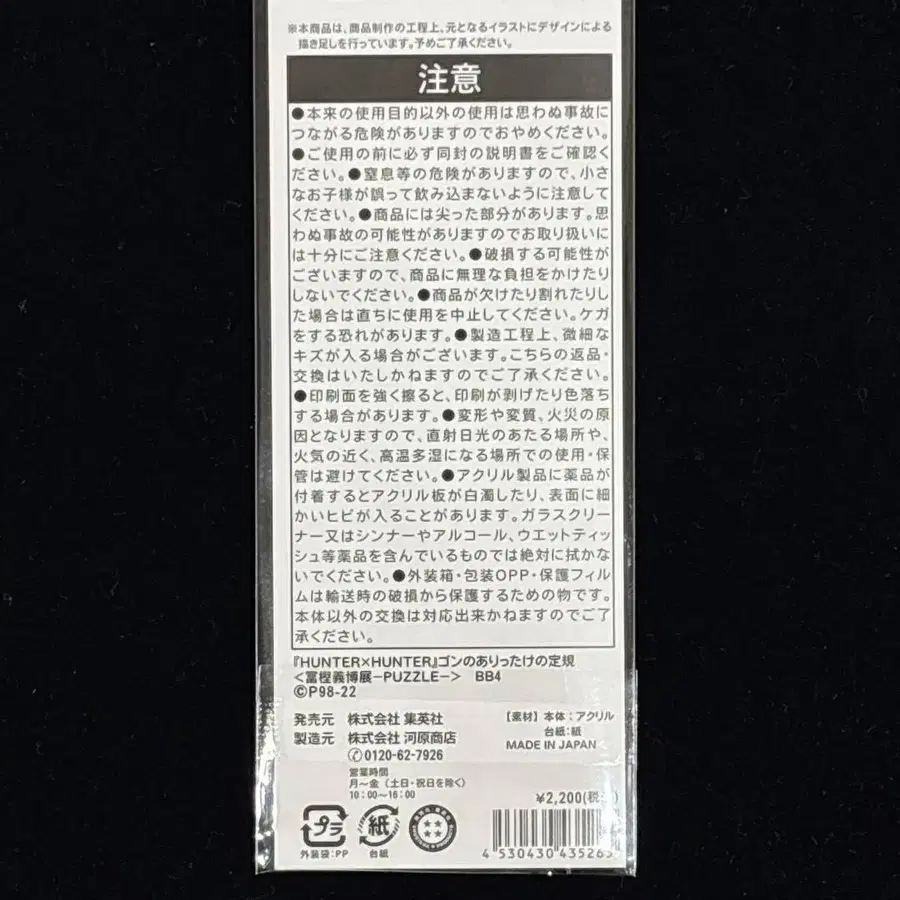 ※本商品は、商品制作の工程上、元となるイラストにデザインによる
描き足しを行っています。予めご了承ください。
注意
●本来の使用目的以外の使用は思わぬ事故に
つながる危険がありますのでおやめください。
●ご使用の前に必ず同封の説明書をご確認く
ださい。●窒息等の危険がありますので、小さ
なお子様が誤って飲み込まないように注意して
ください。●商品には尖った部分があります。思
わぬ事故の可能性がありますのでお取り扱いに
は十分にご注意ください。●破損する可能性が
ございますので、商品に無理な負担をかけたり
しないでください。●商品が欠けたり割れたりし
た場合は直ちに使用を中止してください。ケガ
をする恐れがあります。●製造工程上、微細な
キズが入る場合がございます。こちらの返品・
交換はいたしかねますのでご了承ください。
●印刷面を強く擦ると、印刷が剥げたり色落ち
する場合があります。●変形や変質、火災の原
因となりますので、直射日光のあたる場所や、
火気の近く、高温多湿になる場所での使用・保
管は避けてください。●アクリル製品に薬品が
付着するとアクリル板が白濁したり、表面に細
かいヒビが入ることがあります。ガラスクリー
ナー又はシンナーやアルコール、ウエットティッ
シュ等薬品を含んでいるものでは絶対に拭かな
いでください。●外装箱・包装OPP・保護フィル
ムは輸送時の破損から保護するための物です。
本体以外の交換は対応出来かねますのでご了
承ください。
『HUNTER×HUNTER』ゴンのありったけの定規
<冨樫義博展-PUZZLE-> BB4
©P98-22
発売元 株式会社 集英社
製造元 株式会社 河原商店
0120-62-7926
営業時間
月～金（土日・祝日を除く）
10：00～16：00
【素材】本体：アクリル
台紙：紙
MADE IN JAPAN
¥2,200(税
プラ
外装袋：PP
紙
台紙
4 530430 435265